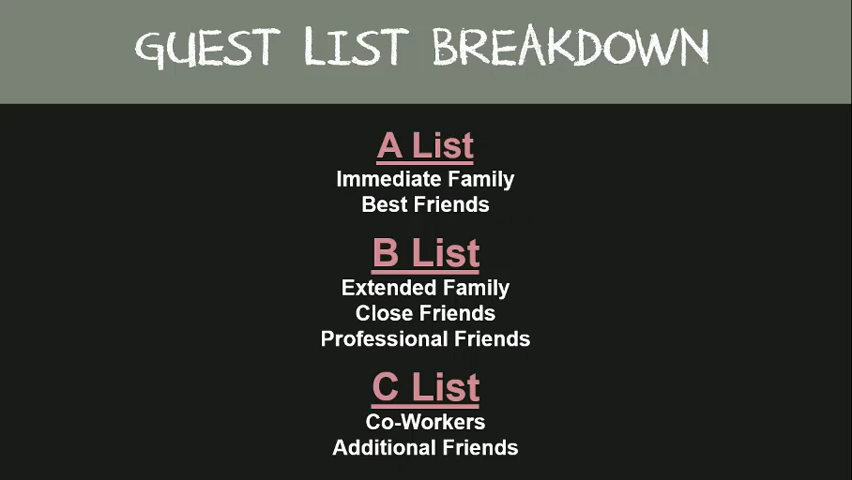 GUEST LIST BREAKDOWN
A List
Immediate Family
Best Friends
B List
Extended Family
Close Friends
Professional Friends
C List
Co-Workers
Additional Friends